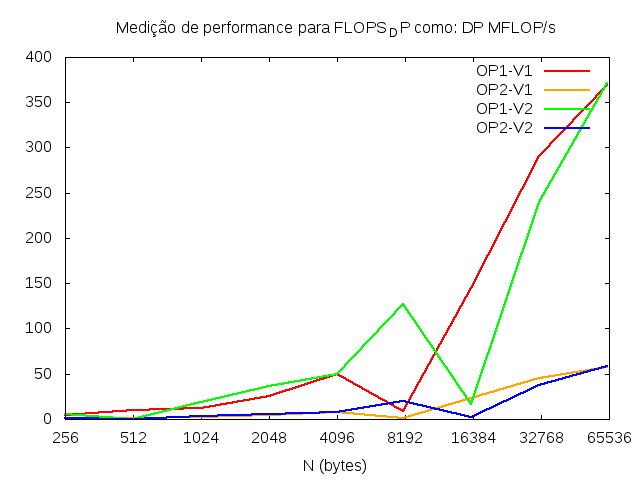 Medição de performance para FLOPS_DP como: DP MFLOP/s
400
350
300
250
200
150
100
50
0
OP1-V1
OP2-V1
OP1-V2
OP2-V2
256 512 1024 2048 4096 8192 16384 32768 65536
N (bytes)